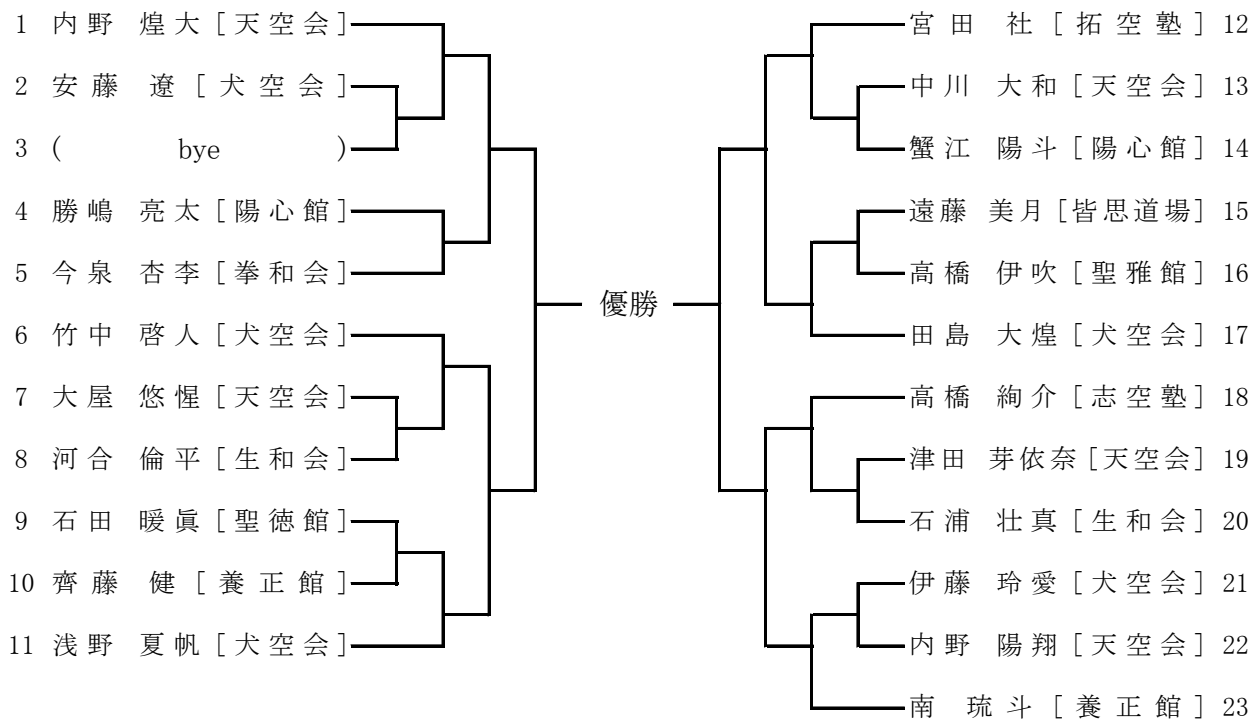 1 内野 煌大 [天空会]
2 安藤 遼 [犬空会]
3 ( bye )
4 勝嶋 亮太 [陽心館]
5 今泉 杏李 [拳和会]
6 竹中 啓人 [犬空会]
7 大屋 悠惺 [天空会]
8 河合 倫平 [生和会]
9 石田 暖眞 [聖徳館]
10 齊藤 健 [養正館]
11 浅野 夏帆 [犬空会]
優勝
宮田 社 [拓空塾] 12
中川 大和 [天空会] 13
蟹江 陽斗 [陽心館] 14
遠藤 美月 [皆思道場] 15
高橋 伊吹 [聖雅館] 16
田島 大煌 [犬空会] 17
高橋 絢介 [志空塾] 18
津田 芽依奈 [天空会] 19
石浦 壮真 [生和会] 20
伊藤 玲愛 [犬空会] 21
内野 陽翔 [天空会] 22
南 琉斗 [養正館] 23